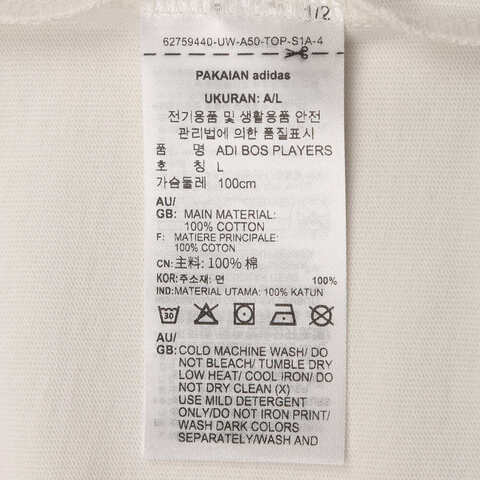 1/2
62759440-UW-A50-TOP-S1A-4
PAKAIAN adidas
UKURAN: A/L
전기용품 및 생활용품 안전
관리법에 의한 품질표시
품 명 ADI BOS PLAYERS
호 칭 L
가슴둘레 100cm
AU/
GB: MAIN MATERIAL:
100% COTTON
F: MATIERE PRINCIPALE:
100% COTON
CN: 主料: 100% 棉
KOR: 주소재: 면 100%
IND: MATERIAL UTAMA: 100% KATUN
30
AU/
GB: COLD MACHINE WASH/ DO
NOT BLEACH/ TUMBLE DRY
LOW HEAT/ COOL IRON/ DO
NOT DRY CLEAN (X)
USE MILD DETERGENT
ONLY/DO NOT IRON PRINT/
WASH DARK COLORS
SEPARATELY/WASH AND